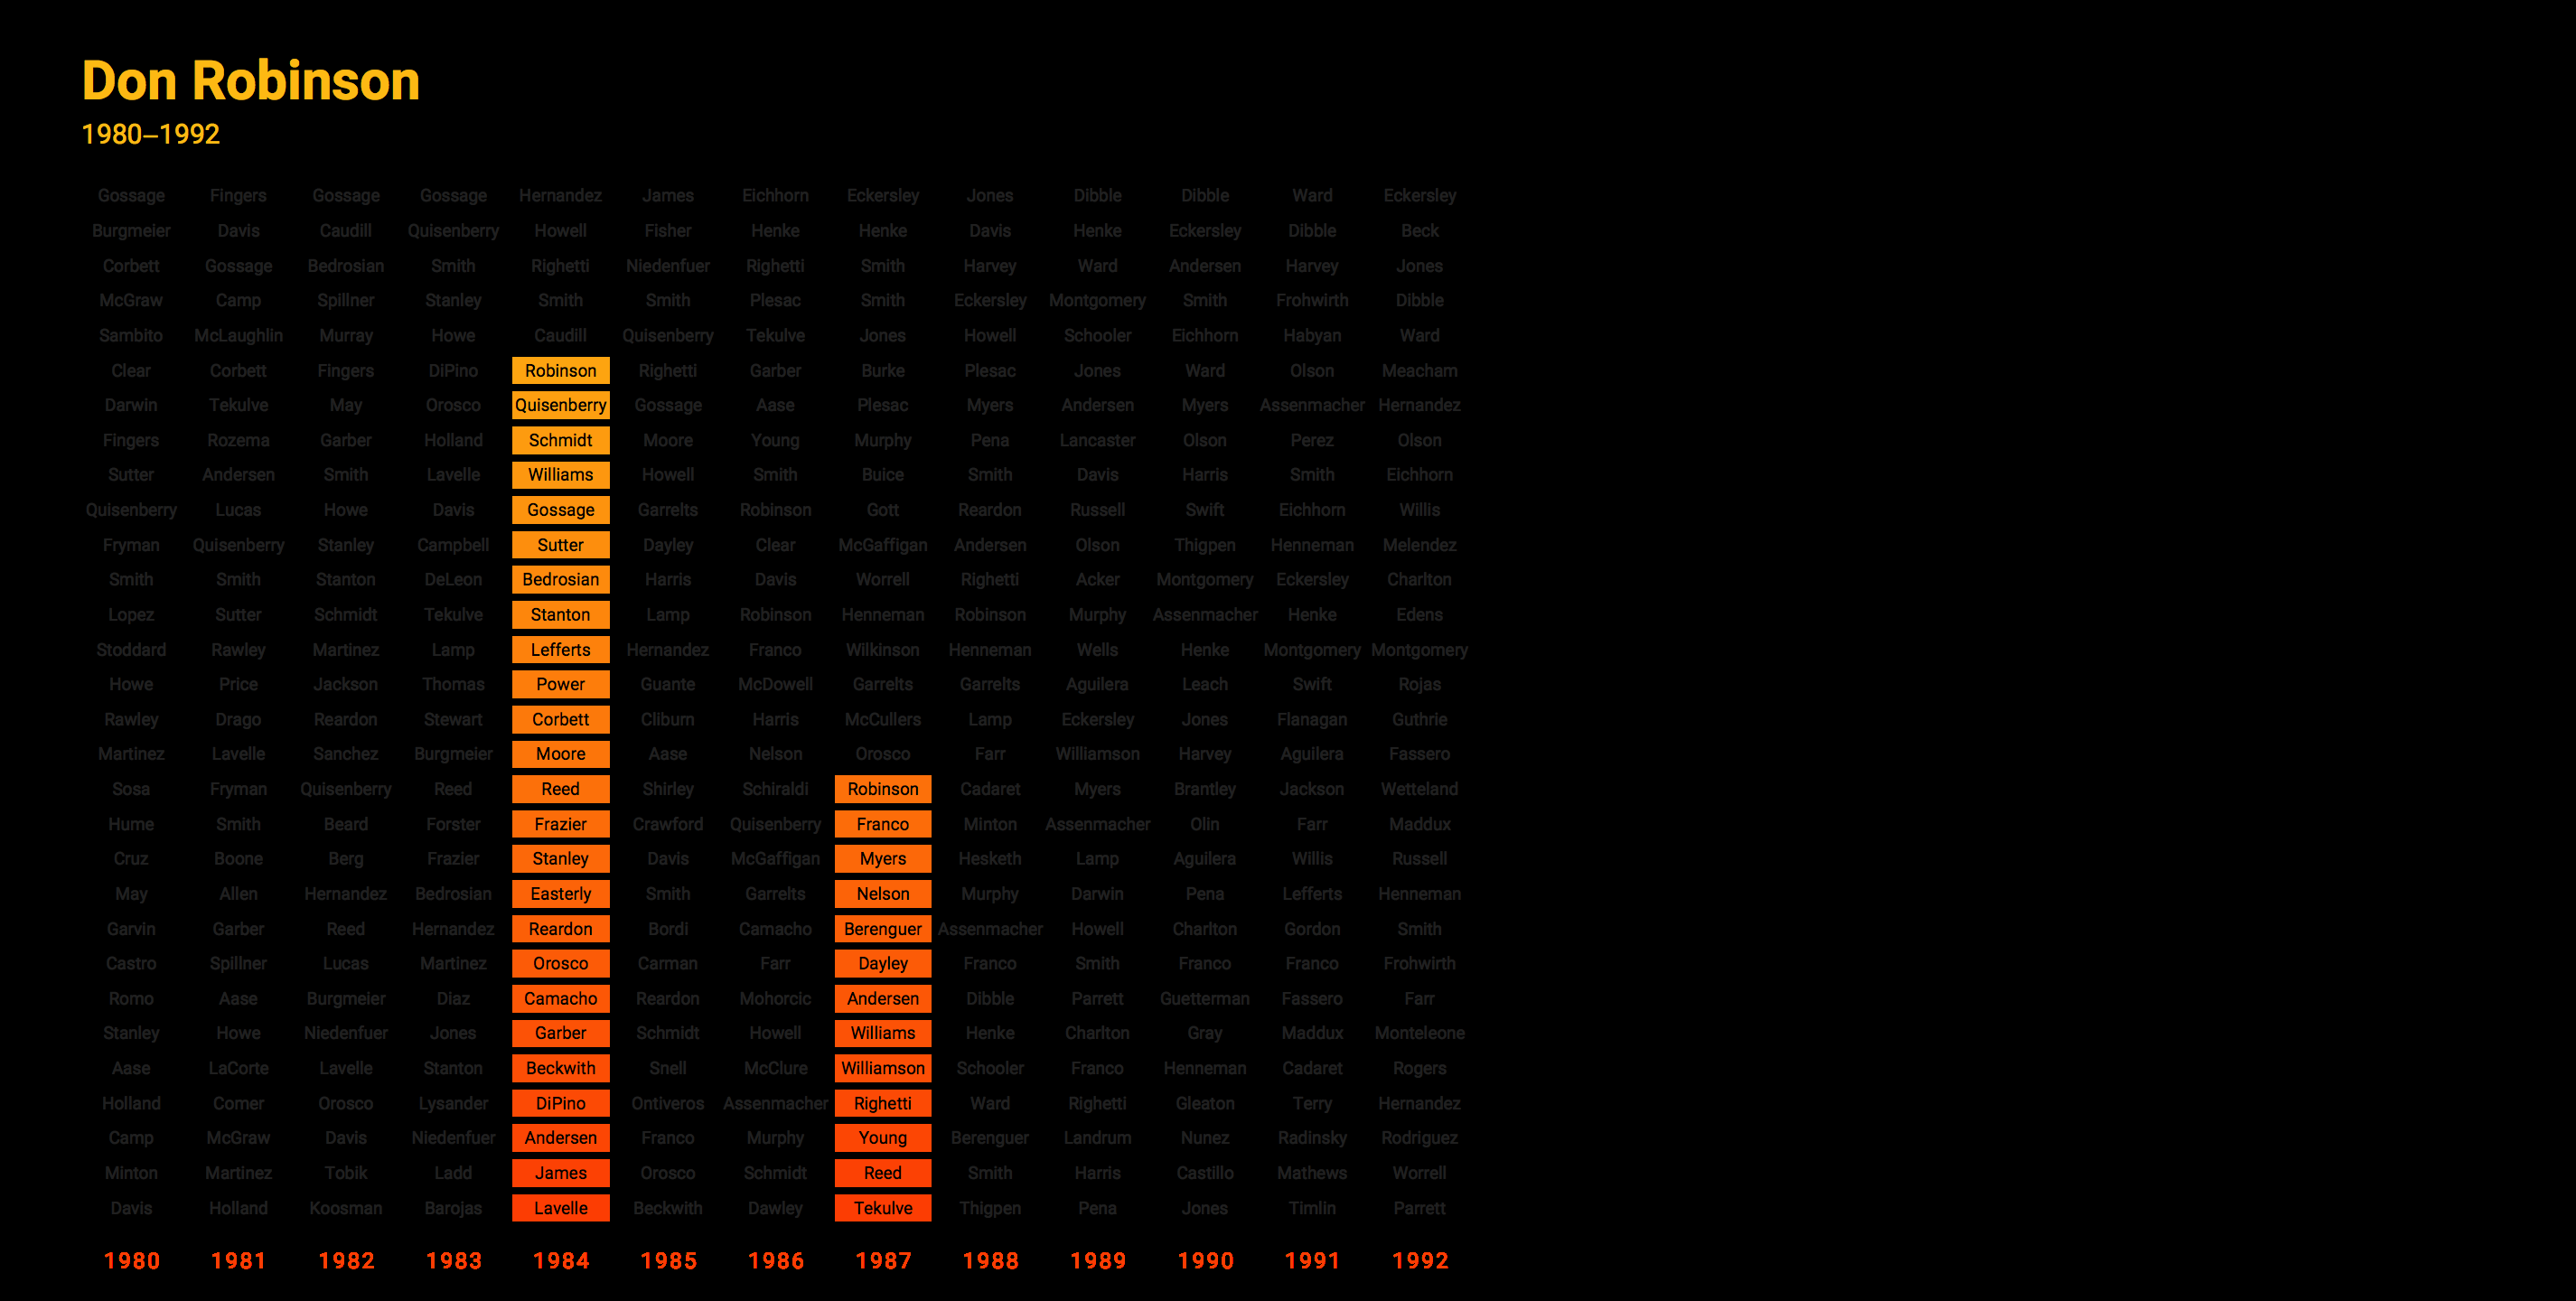 Don Robinson
1980–1992
Gossage Fingers Gossage Gossage Hernandez James Eichhorn Eckersley Jones Dibble Dibble Ward Eckersley
Burgmeier Davis Caudill Quisenberry Howell Fisher Henke Henke Davis Henke Eckersley Dibble Beck
Corbett Gossage Bedrosian Smith Righetti Niedenfuer Righetti Smith Harvey Ward Andersen Harvey Jones
McGraw Camp Spillner Stanley Smith Smith Plesac Smith Eckersley Montgomery Smith Frohwirth Dibble
Sambito McLaughlin Murray Howe Caudill Quisenberry Tekulve Jones Howell Schooler Eichhorn Habyan Ward
Clear Corbett Fingers DiPino Robinson Righetti Garber Burke Plesac Jones Ward Olson Meacham
Darwin Tekulve May Orosco Quisenberry Gossage Aase Plesac Myers Andersen Myers Assenmacher Hernandez
Fingers Rozema Garber Holland Schmidt Moore Young Murphy Pena Lancaster Olson Perez Olson
Sutter Andersen Smith Lavelle Williams Howell Smith Buice Smith Davis Harris Smith Eichhorn
Quisenberry Lucas Howe Davis Gossage Garrelts Robinson Gott Reardon Russell Swift Eichhorn Willis
Fryman Quisenberry Stanley Campbell Sutter Dayley Clear McGaffigan Andersen Olson Thigpen Henneman Melendez
Smith Smith Stanton DeLeon Bedrosian Harris Davis Worrell Righetti Acker Montgomery Eckersley Charlton
Lopez Sutter Schmidt Tekulve Stanton Lamp Robinson Henneman Robinson Murphy Assenmacher Henke Edens
Stoddard Rawley Martinez Lamp Lefferts Hernandez Franco Wilkinson Henneman Wells Henke Montgomery Montgomery
Howe Price Jackson Thomas Power Guante McDowell Garrelts Garrelts Aguilera Leach Swift Rojas
Rawley Drago Reardon Stewart Corbett Cliburn Harris McCullers Lamp Eckersley Jones Flanagan Guthrie
Martinez Lavelle Sanchez Burgmeier Moore Aase Nelson Orosco Farr Williamson Harvey Aguilera Fassero
Sosa Fryman Quisenberry Reed Reed Shirley Schiraldi Robinson Cadaret Myers Brantley Jackson Wetteland
Hume Smith Beard Forster Frazier Crawford Quisenberry Franco Minton Assenmacher Olin Farr Maddux
Cruz Boone Berg Frazier Stanley Davis McGaffigan Myers Hesketh Lamp Aguilera Willis Russell
May Allen Hernandez Bedrosian Easterly Smith Garrelts Nelson Murphy Darwin Pena Lefferts Henneman
Garvin Garber Reed Hernandez Reardon Bordi Camacho Berenguer Assenmacher Howell Charlton Gordon Smith
Castro Spillner Lucas Martinez Orosco Carman Farr Dayley Franco Smith Franco Franco Frohwirth
Romo Aase Burgmeier Diaz Camacho Reardon Mohorcic Andersen Dibble Parrett Guetterman Fassero Farr
Stanley Howe Niedenfuer Jones Garber Schmidt Howell Williams Henke Charlton Gray Maddux Monteleone
Aase LaCorte Lavelle Stanton Beckwith Snell McClure Williamson Schooler Franco Henneman Cadaret Rogers
Holland Comer Orosco Lysander DiPino Ontiveros Assenmacher Righetti Ward Righetti Gleaton Terry Hernandez
Camp McGraw Davis Niedenfuer Andersen Franco Murphy Young Berenguer Landrum Nunez Radinsky Rodriguez
Minton Martinez Tobik Ladd James Orosco Schmidt Reed Smith Harris Castillo Mathews Worrell
Davis Holland Koosman Barojas Lavelle Beckwith Dawley Tekulve Thigpen Pena Jones Timlin Parrett
1980 1981 1982 1983 1984 1985 1986 1987 1988 1989 1990 1991 1992